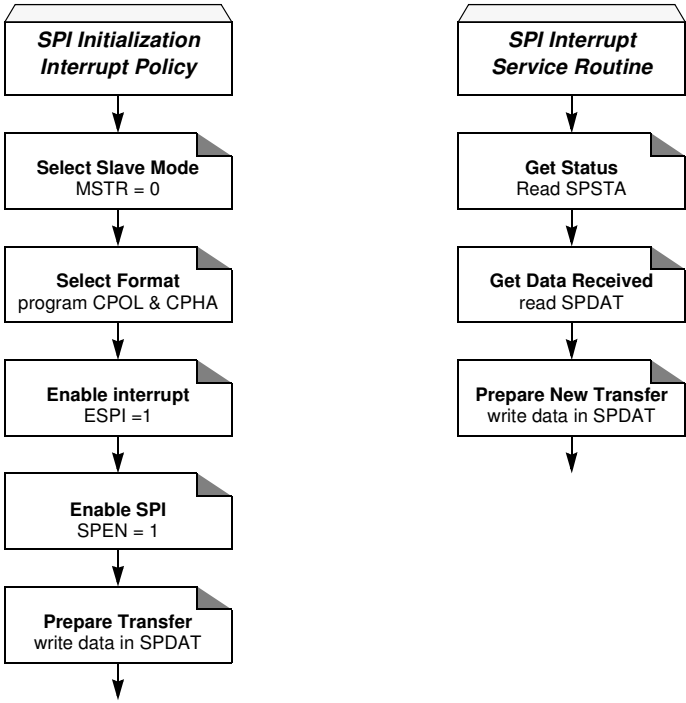 SPI Initialization
Interrupt Policy
Select Slave Mode
MSTR = 0
Select Format
program CPOL & CPHA
Enable interrupt
ESPI =1
Enable SPI
SPEN = 1
Prepare Transfer
write data in SPDAT
SPI Interrupt
Service Routine
Get Status
Read SPSTA
Get Data Received
read SPDAT
Prepare New Transfer
write data in SPDAT